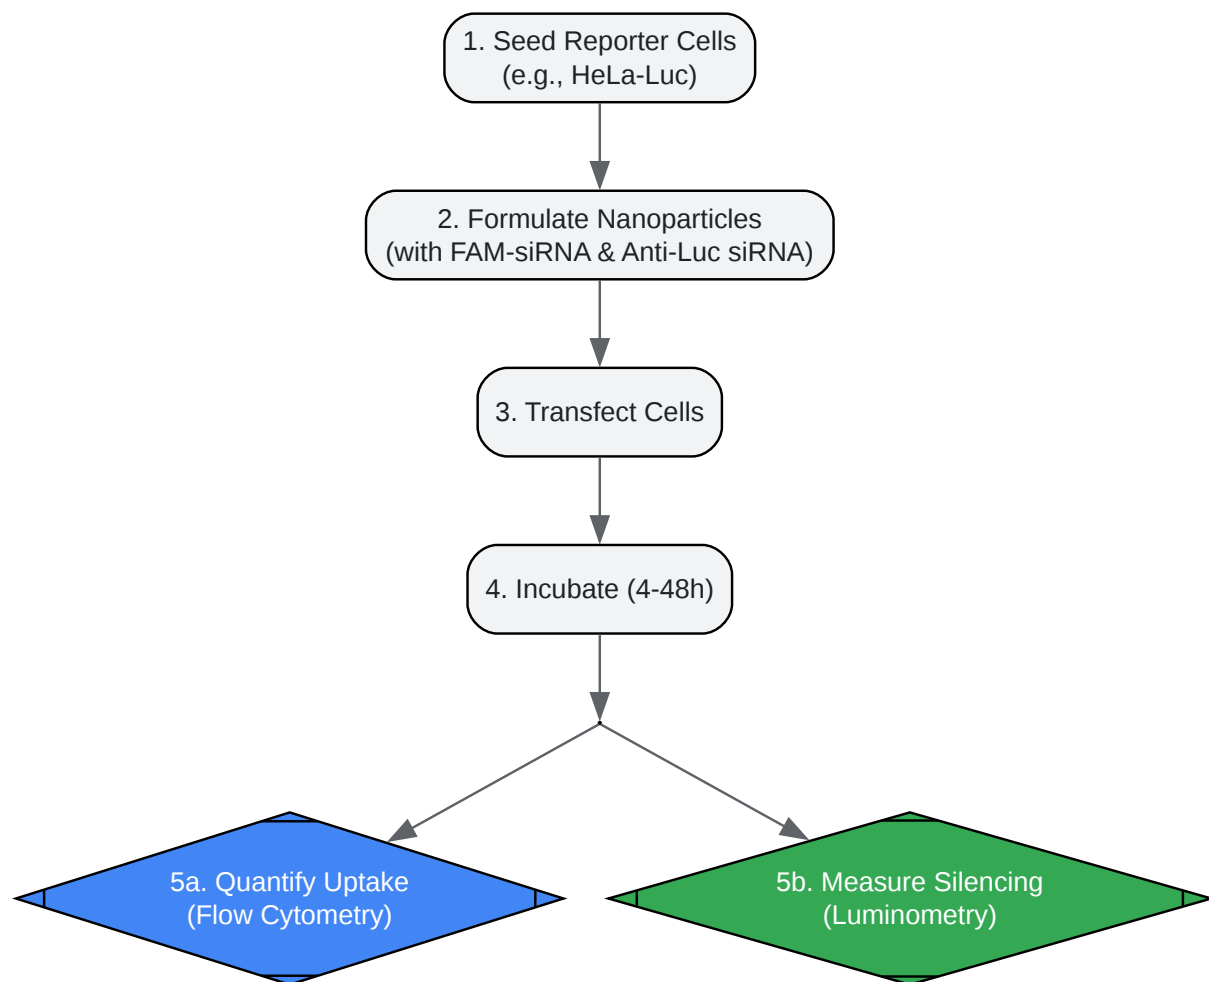 1. Seed Reporter Cells
(e.g., HeLa-Luc)
2. Formulate Nanoparticles
(with FAM-siRNA & Anti-Luc siRNA)
3. Transfect Cells
4. Incubate (4-48h)
5a. Quantify Uptake
(Flow Cytometry)
5b. Measure Silencing
(Luminometry)